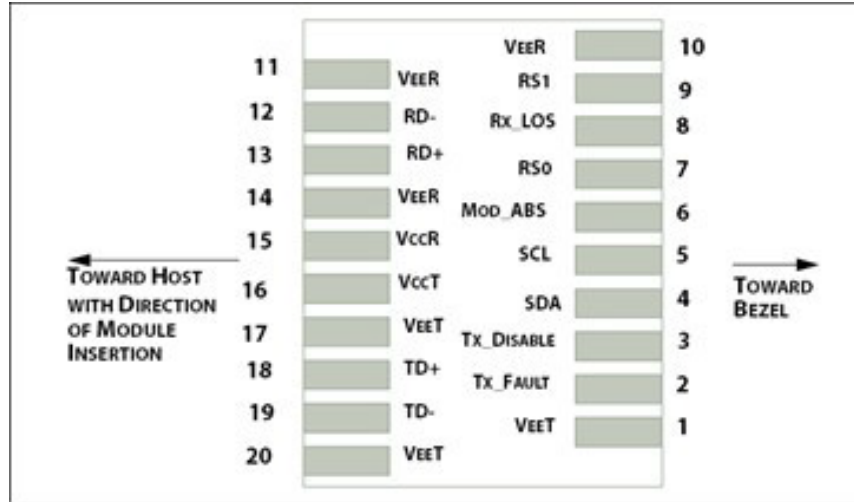 VEER 10
11 VEER RS1 9
12 RD- RX_LOS 8
13 RD+ RS0 7
14 VEER MOD_ABS 6
15 VCCR SCL 5
16 VCCT SDA 4
17 VEET TX_DISABLE 3
18 TD+ TX_FAULT 2
19 TD- VEET 1
20 VEET
TOWARD HOST
WITH DIRECTION
OF MODULE
INSERTION
TOWARD
BEZEL